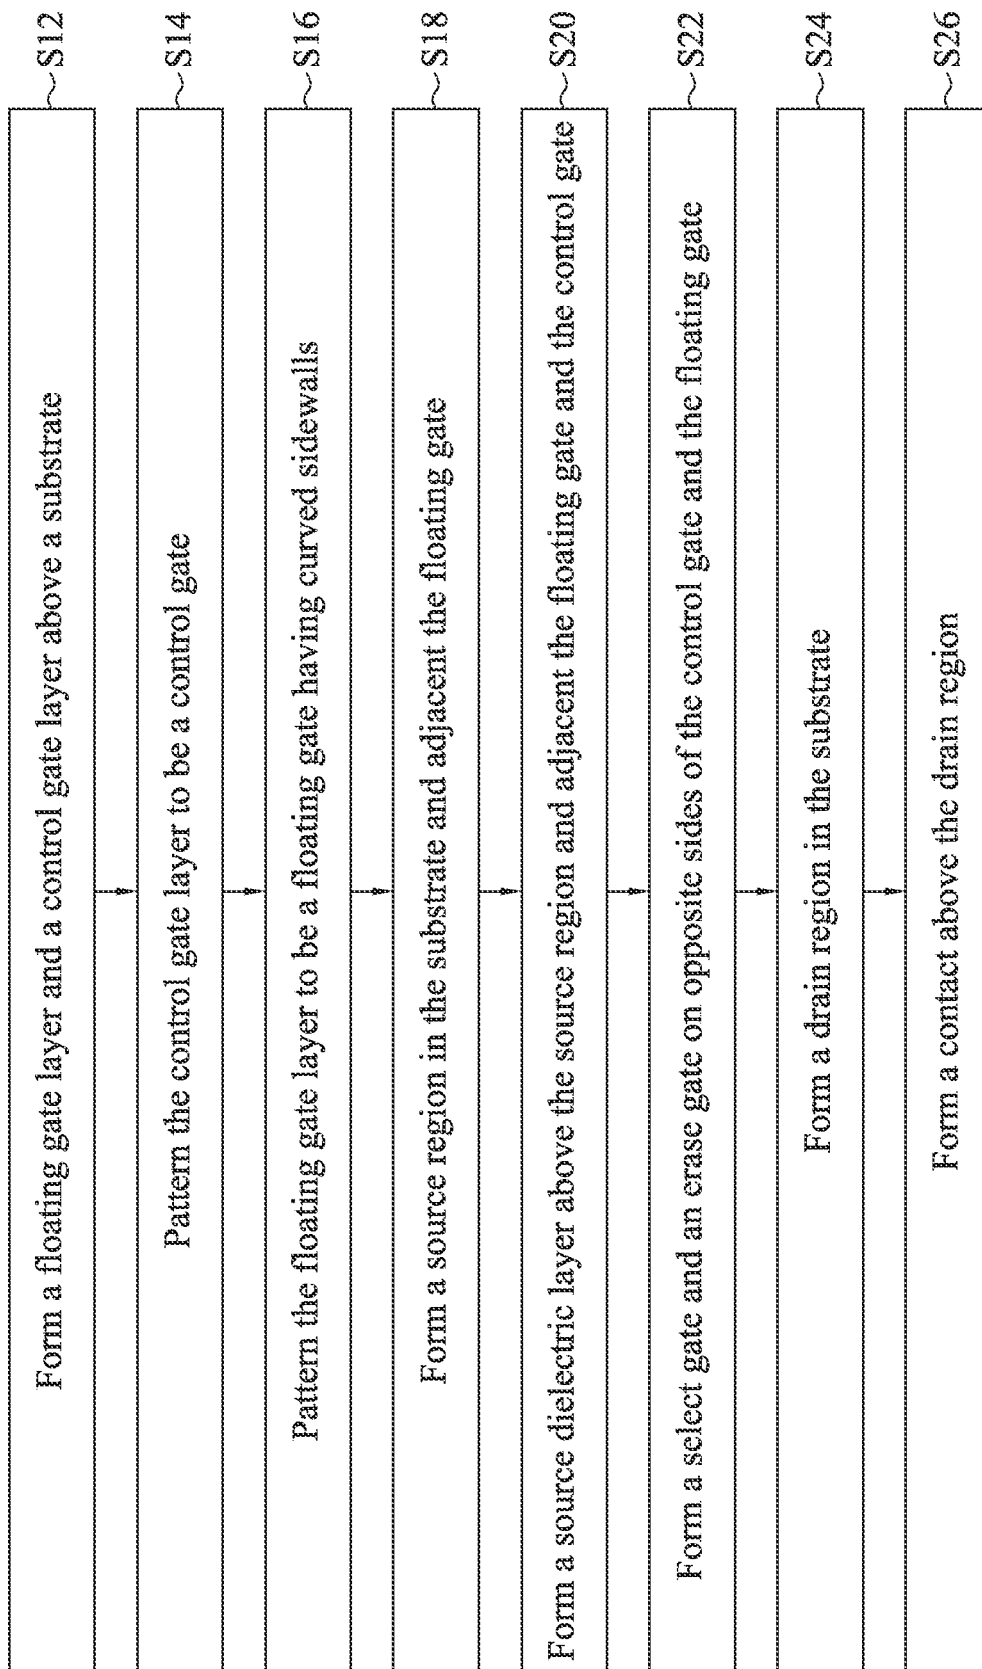 Form a floating gate layer and a control gate layer above a substrate
S12
Pattern the control gate layer to be a control gate
S14
Pattern the floating gate layer to be a floating gate having curved sidewalls
S16
Form a source region in the substrate and adjacent the floating gate
S18
Form a source dielectric layer above the source region and adjacent the floating gate and the control gate
S20
Form a select gate and an erase gate on opposite sides of the control gate and the floating gate
S22
Form a drain region in the substrate
S24
Form a contact above the drain region
S26